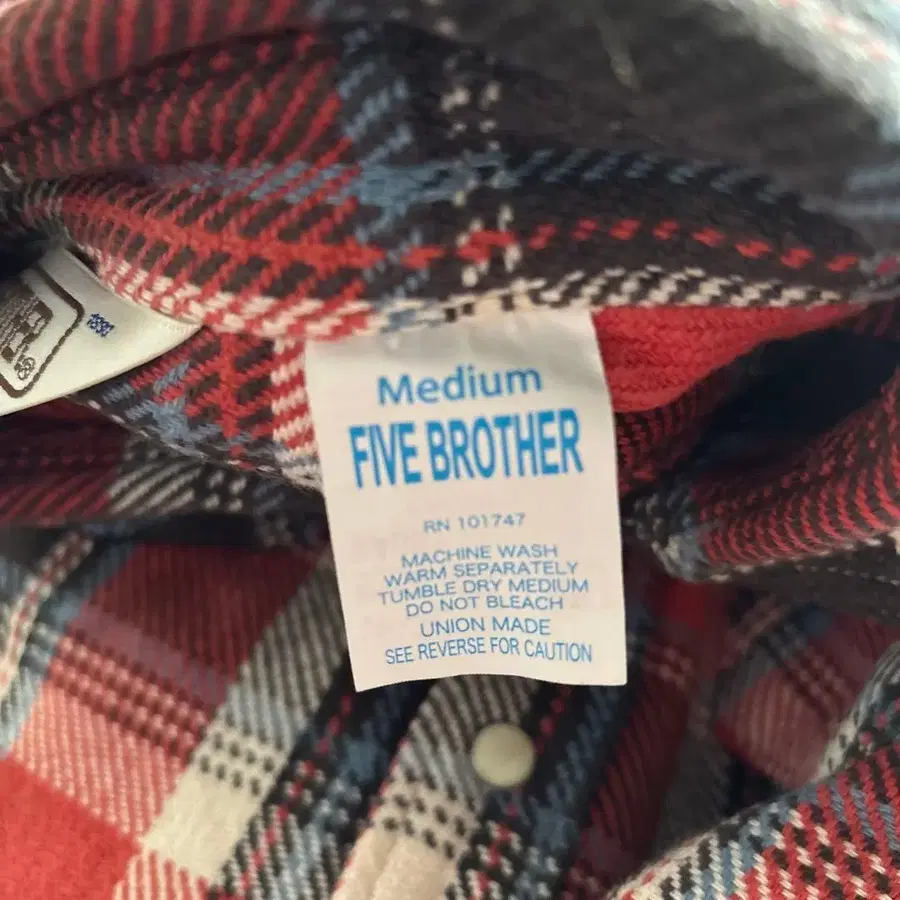 Medium
FIVE BROTHER
RN 101747
MACHINE WASH
WARM SEPARATELY
TUMBLE DRY MEDIUM
DO NOT BLEACH
UNION MADE
SEE REVERSE FOR CAUTION